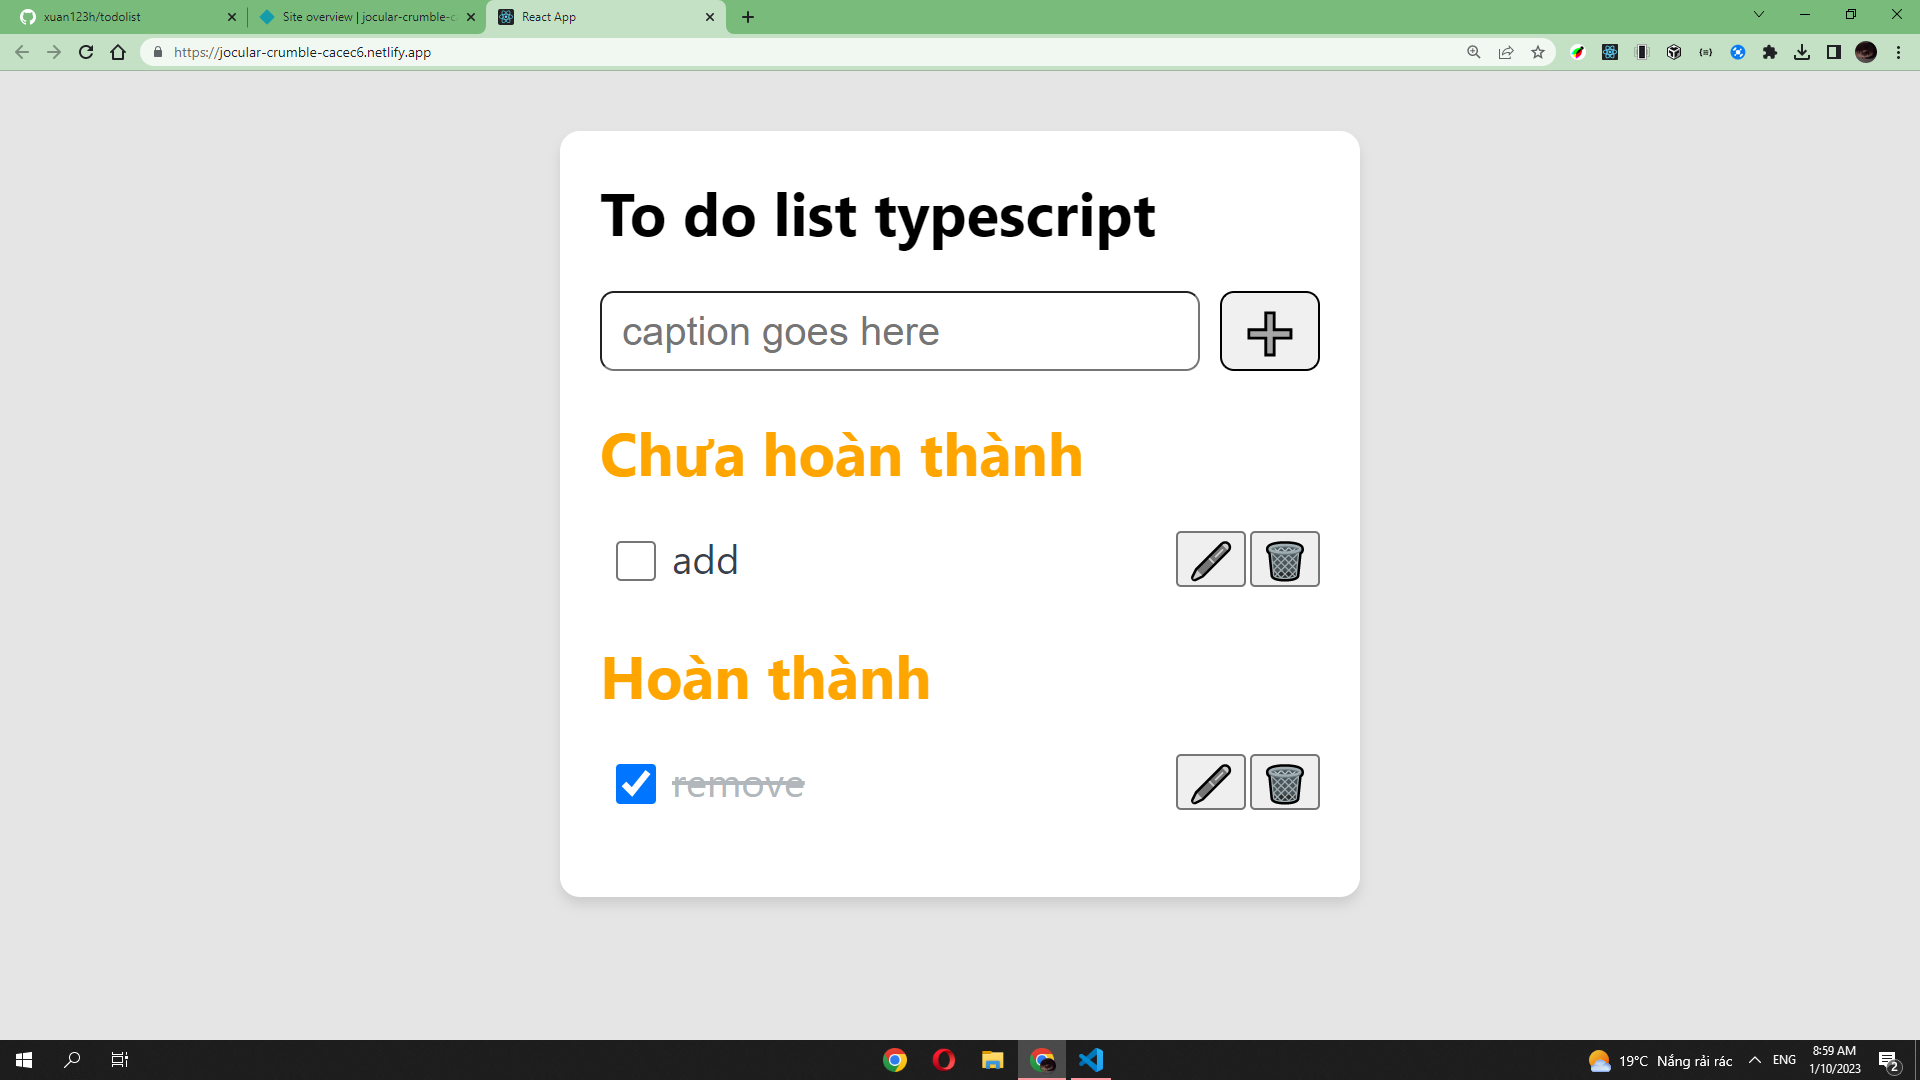 xuan123h/todolist
Site overview | jocular-crumble-c
React App
https://jocular-crumble-cacec6.netlify.app
To do list typescript
caption goes here
Chưa hoàn thành
add
Hoàn thành
remove
19°C Nắng rải rác
ENG
8:59 AM
1/10/2023
2